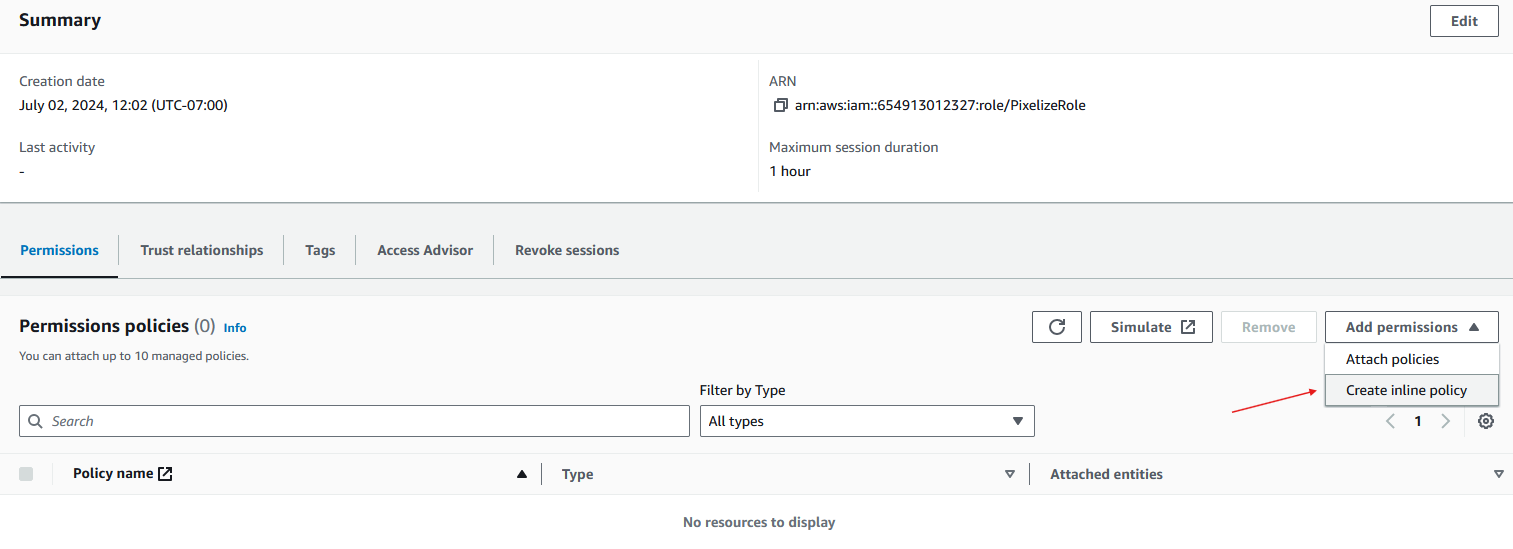 Summary
Edit
Creation date
July 02, 2024, 12:02 (UTC-07:00)
ARN
arn:aws:iam::654913012327:role/PixelizeRole
Last activity
-
Maximum session duration
1 hour
Permissions Trust relationships Tags Access Advisor Revoke sessions
Permissions policies (0) Info
Simulate Remove Add permissions
You can attach up to 10 managed policies.
Attach policies
Create inline policy
Filter by Type
Search
All types
1
Policy name Type Attached entities
No resources to display